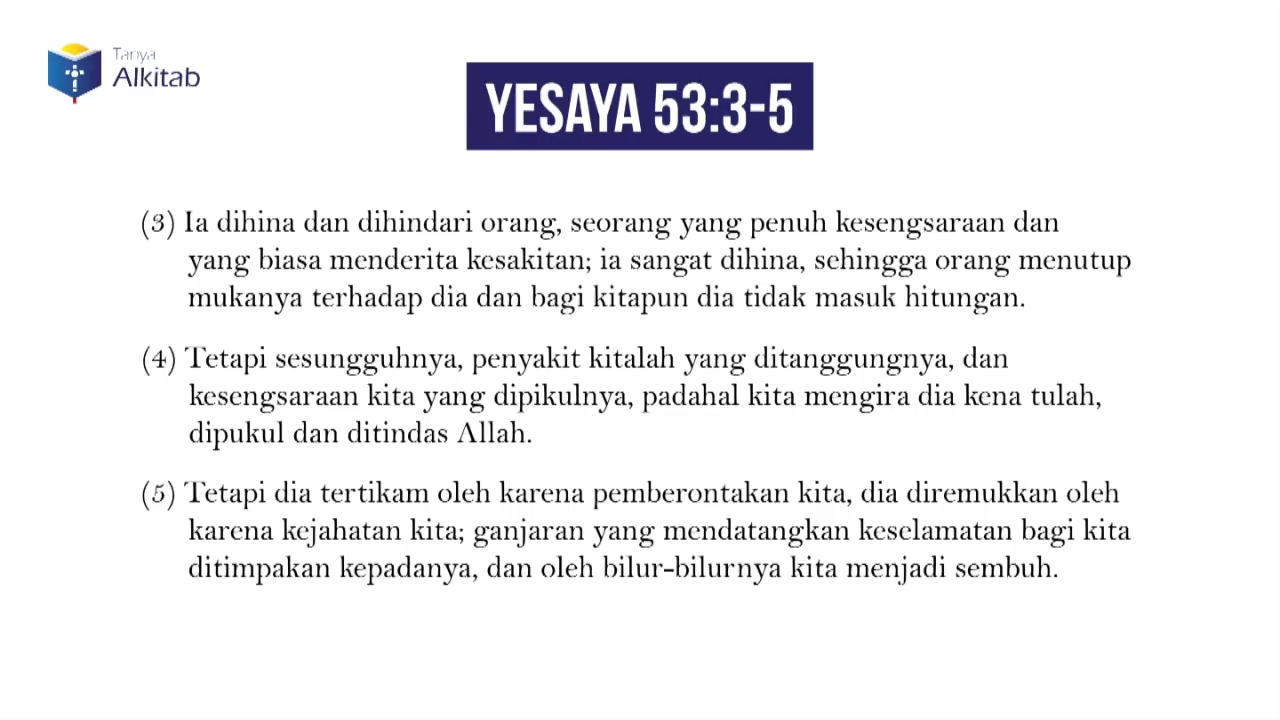 Tanya
Alkitab
YESAYA 53:3-5
(3) Ia dihina dan dihindari orang, seorang yang penuh kesengsaraan dan
yang biasa menderita kesakitan; ia sangat dihina, sehingga orang menutup
mukanya terhadap dia dan bagi kitapun dia tidak masuk hitungan.
(4) Tetapi sesungguhnya, penyakit kitalah yang ditanggungnya, dan
kesengsaraan kita yang dipikulnya, padahal kita mengira dia kena tulah,
dipukul dan ditindas Allah.
(5) Tetapi dia tertikam oleh karena pemberontakan kita, dia diremukkan oleh
karena kejahatan kita; ganjaran yang mendatangkan keselamatan bagi kita
ditimpakan kepadanya, dan oleh bilur-bilurnya kita menjadi sembuh.